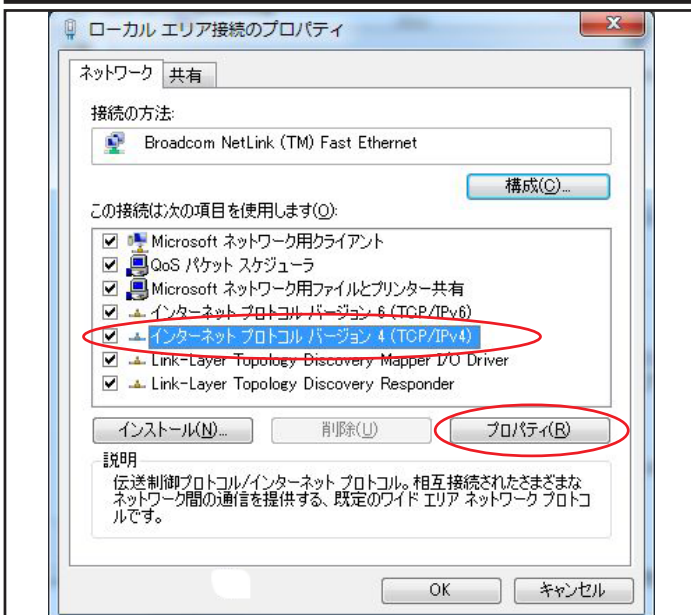 ローカル エリア接続のプロパティ
ネットワーク 共有
接続の方法:
Broadcom NetLink (TM) Fast Ethernet
構成(C)...
この接続は次の項目を使用します(O):
Microsoft ネットワーク用クライアント
QoS パケット スケジューラ
Microsoft ネットワーク用ファイルとプリンター共有
インターネット プロトコル バージョン 6 (TCP/IPv6)
インターネット プロトコル バージョン 4 (TCP/IPv4)
Link-Layer Topology Discovery Mapper I/O Driver
Link-Layer Topology Discovery Responder
インストール(N)... 削除(U) プロパティ(R)
説明
伝送制御プロトコル/インターネット プロトコル。相互接続されたさまざまな
ネットワーク間の通信を提供する、既定のワイド エリア ネットワーク プロトコ
ルです。
OK キャンセル